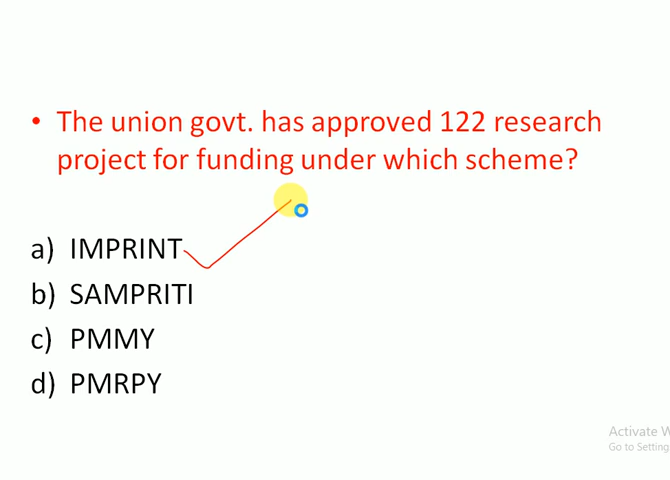 • The union govt. has approved 122 research
project for funding under which scheme?
a) IMPRINT
b) SAMPRITI
c) PMMY
d) PMRPY
Activate
Go to Setting